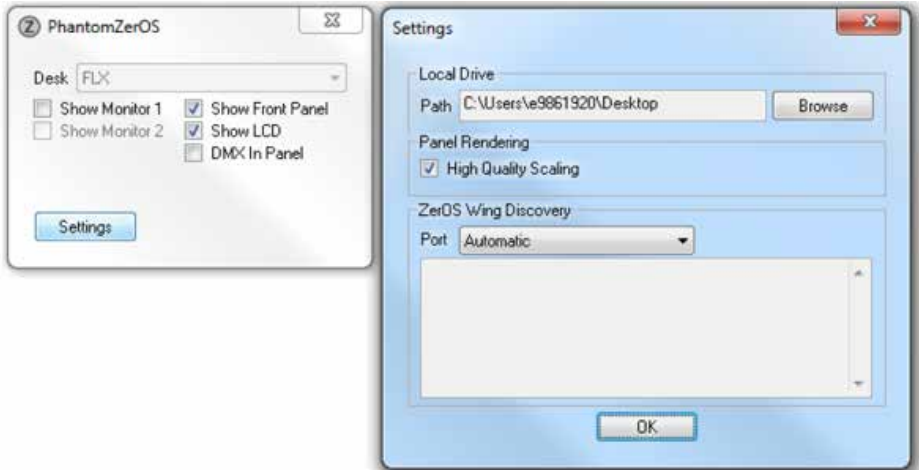 Z PhantomZerOS
Desk FLX
Show Monitor 1 Show Front Panel
Show Monitor 2 Show LCD
DMX In Panel
Settings
Settings
Local Drive
Path C:\Users\e9861920\Desktop Browse
Panel Rendering
High Quality Scaling
ZerOS Wing Discovery
Port Automatic
OK